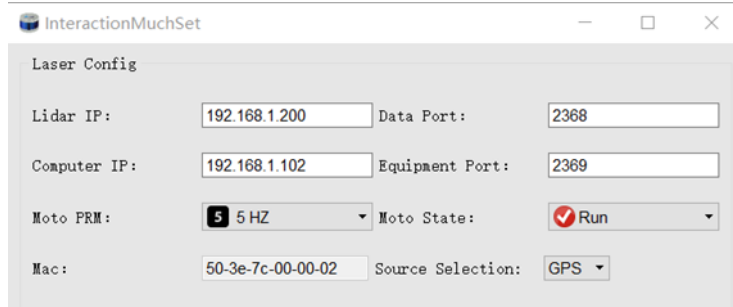 InteractionMuchSet
Laser Config
Lidar IP: 192.168.1.200 Data Port: 2368
Computer IP: 192.168.1.102 Equipment Port: 2369
Moto PRM: 5 5 HZ Moto State: Run
Mac: 50-3e-7c-00-00-02 Source Selection: GPS